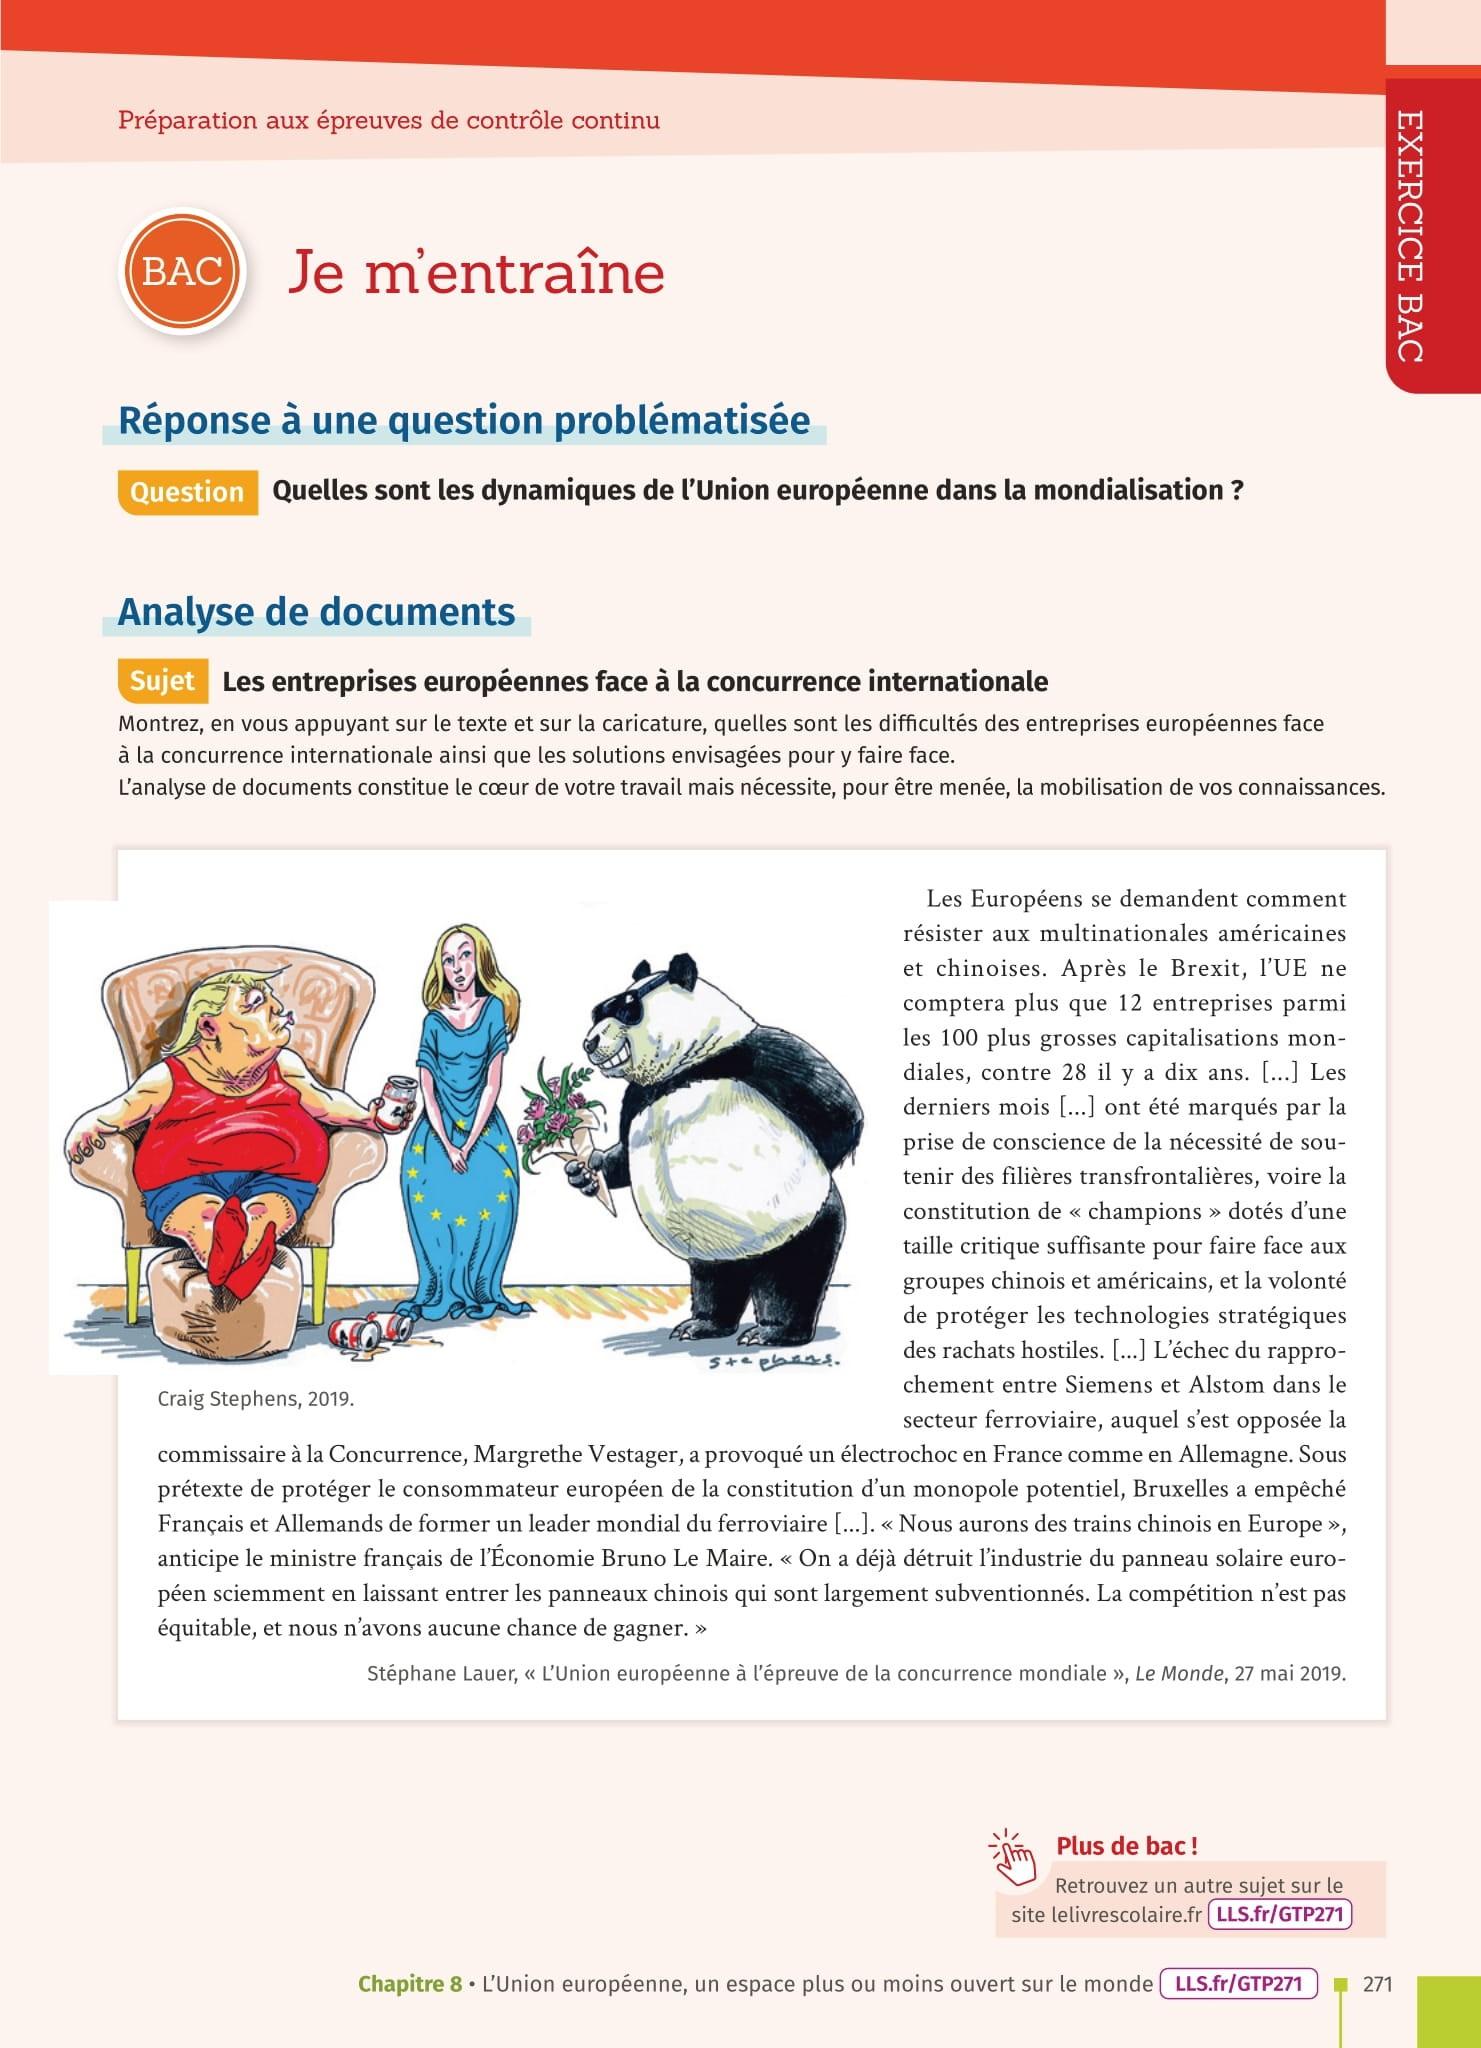 Préparation aux épreuves de contrôle continu
EXERCICE BAC
BAC
Je m’entraîne
Réponse à une question problématisée
Question Quelles sont les dynamiques de l’Union européenne dans la mondialisation ?
Analyse de documents
Sujet Les entreprises européennes face à la concurrence internationale
Montrez, en vous appuyant sur le texte et sur la caricature, quelles sont les difficultés des entreprises européennes face
à la concurrence internationale ainsi que les solutions envisagées pour y faire face.
L’analyse de documents constitue le cœur de votre travail mais nécessite, pour être menée, la mobilisation de vos connaissances.
stephens.
Craig Stephens, 2019.
Les Européens se demandent comment
résister aux multinationales américaines
et chinoises. Après le Brexit, l’UE ne
comptera plus que 12 entreprises parmi
les 100 plus grosses capitalisations mon-
diales, contre 28 il y a dix ans. [...] Les
derniers mois [...] ont été marqués par la
prise de conscience de la nécessité de sou-
tenir des filières transfrontalières, voire la
constitution de « champions » dotés d’une
taille critique suffisante pour faire face aux
groupes chinois et américains, et la volonté
de protéger les technologies stratégiques
des rachats hostiles. [...] L’échec du rappro-
chement entre Siemens et Alstom dans le
secteur ferroviaire, auquel s’est opposée la
commissaire à la Concurrence, Margrethe Vestager, a provoqué un électrochoc en France comme en Allemagne. Sous
prétexte de protéger le consommateur européen de la constitution d’un monopole potentiel, Bruxelles a empêché
Français et Allemands de former un leader mondial du ferroviaire [...]. « Nous aurons des trains chinois en Europe »,
anticipe le ministre français de l’Économie Bruno Le Maire. « On a déjà détruit l’industrie du panneau solaire euro-
péen sciemment en laissant entrer les panneaux chinois qui sont largement subventionnés. La compétition n’est pas
équitable, et nous n’avons aucune chance de gagner. »
Stéphane Lauer, « L’Union européenne à l’épreuve de la concurrence mondiale », Le Monde, 27 mai 2019.
Plus de bac !
Retrouvez un autre sujet sur le
site lelivrescolaire.fr LLS.fr/GTP271
Chapitre 8 • L’Union européenne, un espace plus ou moins ouvert sur le monde LLS.fr/GTP271 271